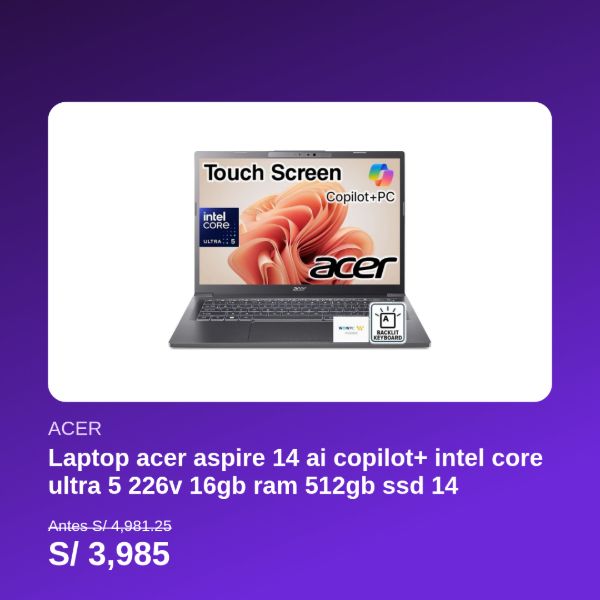 Touch Screen
Copilot+PC
intel
CORE
ULTRA 5
acer
acer
A
BACKLIT
KEYBOARD
ACER
Laptop acer aspire 14 ai copilot+ intel core
ultra 5 226v 16gb ram 512gb ssd 14
Antes S/ 4,981.25
S/ 3,985